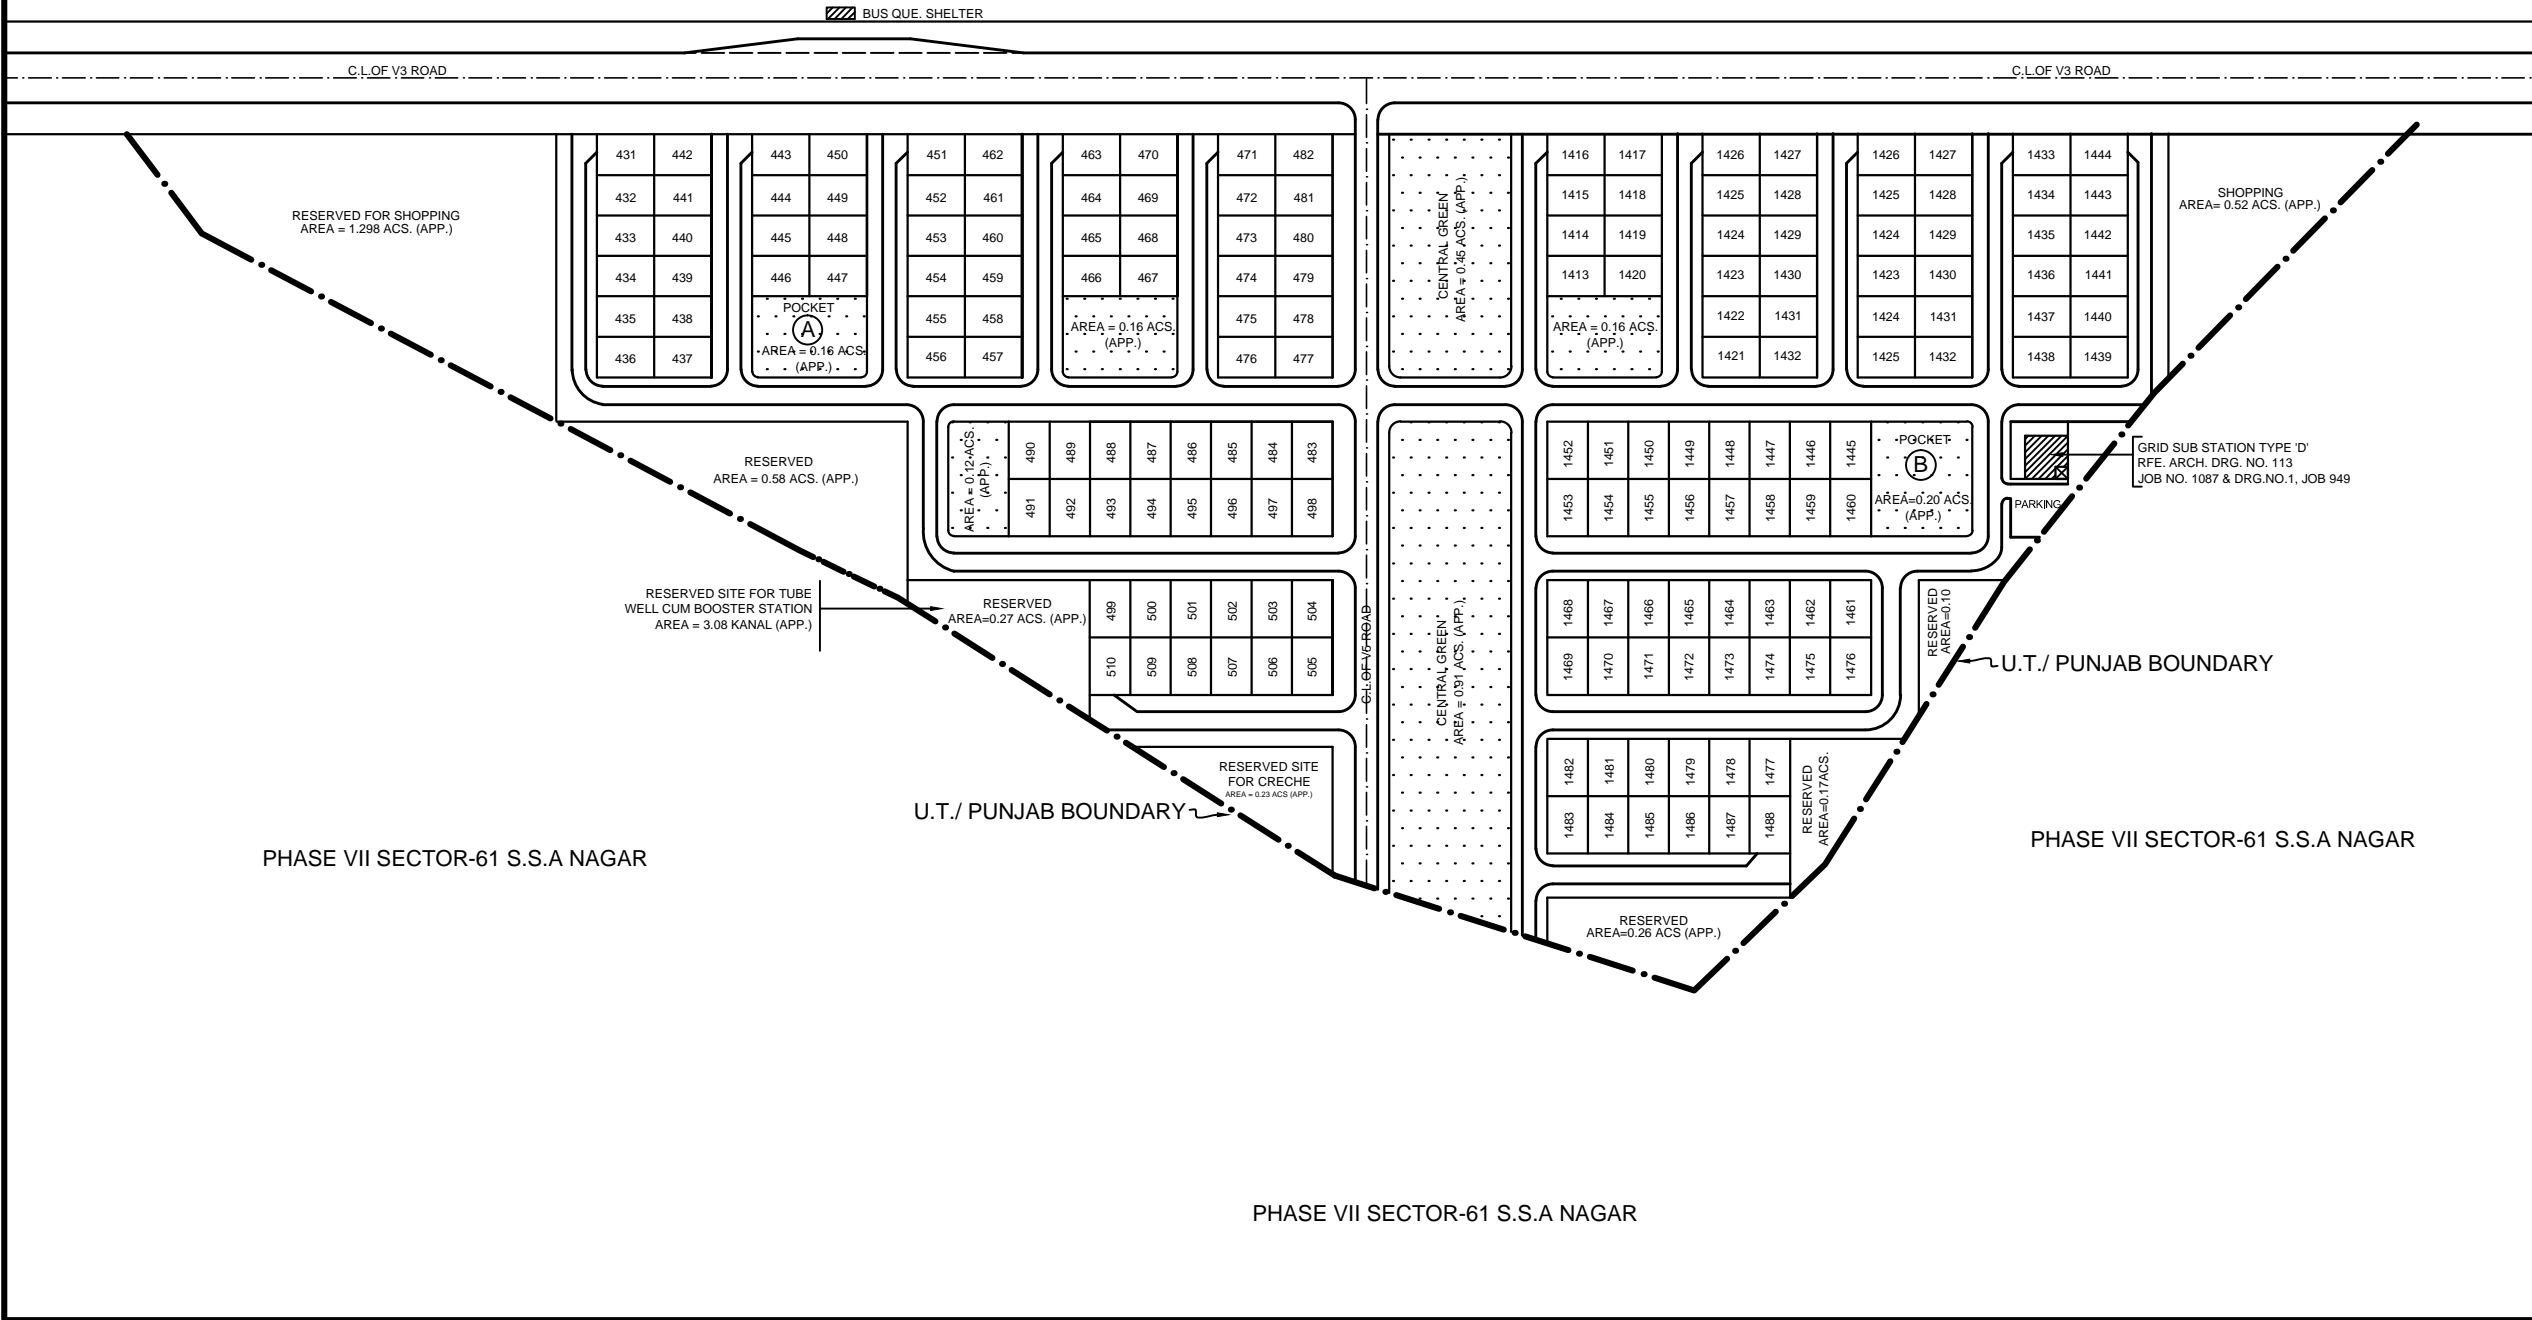 BUS QUE. SHELTER
C.L.OF V3 ROAD
C.L.OF V3 ROAD
431 442 443 450 451 462 463 470 471 482 1416 1417 1426 1427 1426 1427 1433 1444
432 441 444 449 452 461 464 469 472 481 1415 1418 1425 1428 1425 1428 1434 1443
433 440 445 448 453 460 465 468 473 480 1414 1419 1424 1429 1424 1429 1435 1442
434 439 446 447 454 459 466 467 474 479 1413 1420 1423 1430 1423 1430 1436 1441
435 438 455 458 475 478 1422 1431 1424 1431 1437 1440
436 437 456 457 476 477 1421 1432 1425 1432 1438 1439
RESERVED FOR SHOPPING
AREA = 1.298 ACS. (APP.)
POCKET
A
AREA = 0.16 ACS.
(APP.)
AREA = 0.16 ACS.
(APP.)
CENTRAL GREEN
AREA = 0.45 ACS. (APP.)
AREA = 0.16 ACS.
(APP.)
SHOPPING
AREA= 0.52 ACS. (APP.)
RESERVED
AREA = 0.58 ACS. (APP.)
AREA = 0.12 ACS.
(APP.)
490 489 488 487 486 485 484 483
491 492 493 494 495 496 497 498
1452 1451 1450 1449 1448 1447 1446 1445
1453 1454 1455 1456 1457 1458 1459 1460
POCKET
B
AREA=0.20 ACS.
(APP.)
GRID SUB STATION TYPE 'D'
RFE. ARCH. DRG. NO. 113
JOB NO. 1087 & DRG.NO.1, JOB 949
PARKING
RESERVED SITE FOR TUBE
WELL CUM BOOSTER STATION
AREA = 3.08 KANAL (APP.)
RESERVED
AREA=0.27 ACS. (APP.)
499 500 501 502 503 504
510 509 508 507 506 505
C.L.OF V5 ROAD
CENTRAL GREEN
AREA = 0.91 ACS. (APP.)
1468 1467 1466 1465 1464 1463 1462 1461
1469 1470 1471 1472 1473 1474 1475 1476
RESERVED
AREA=0.10
U.T./ PUNJAB BOUNDARY
RESERVED SITE
FOR CRECHE
AREA = 0.23 ACS (APP.)
U.T./ PUNJAB BOUNDARY
1482 1481 1480 1479 1478 1477
1483 1484 1485 1486 1487 1488
RESERVED
AREA=0.17ACS.
PHASE VII SECTOR-61 S.S.A NAGAR
PHASE VII SECTOR-61 S.S.A NAGAR
RESERVED
AREA=0.26 ACS (APP.)
PHASE VII SECTOR-61 S.S.A NAGAR